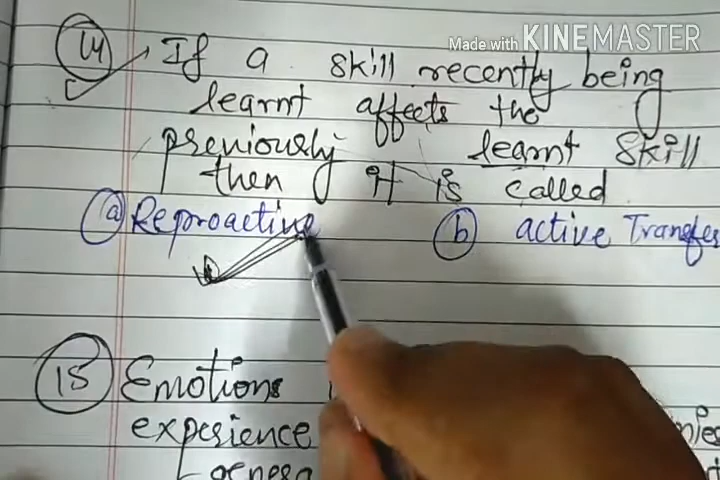 Made with KINEMASTER
14 If a skill recently being
learnt affects the
previously learnt skill
then it is called
(a) Reproactive (b) active Transfer
15 Emotions
experience
genera